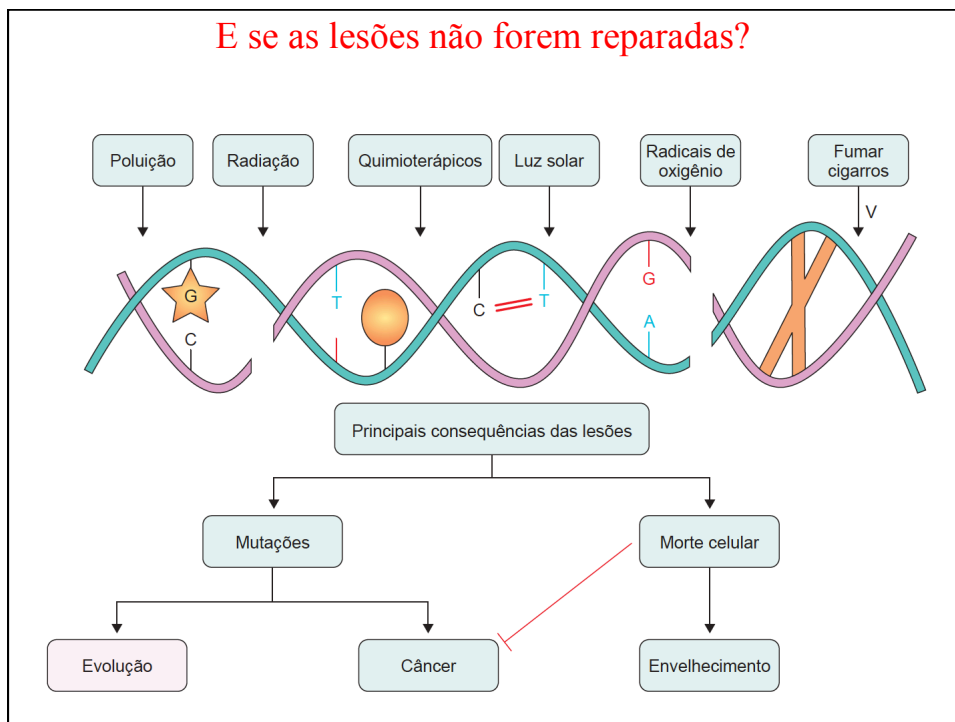 E se as lesões não forem reparadas?
Poluição
Radiação
Quimioterápicos
Luz solar
Radicais de
oxigênio
Fumar
cigarros
V
G
C
T
C
T
G
A
Principais consequências das lesões
Mutações
Morte celular
Evolução
Câncer
Envelhecimento